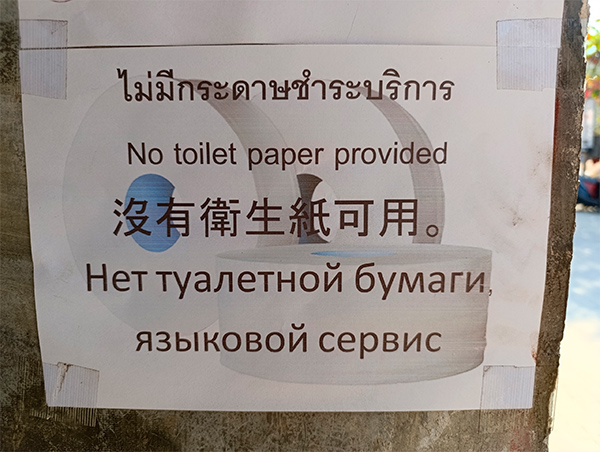 ไม่มีกระดาษชำระบริการ
No toilet paper provided
沒有衛生紙可用。
Нет туалетной бумаги,
языковой сервис